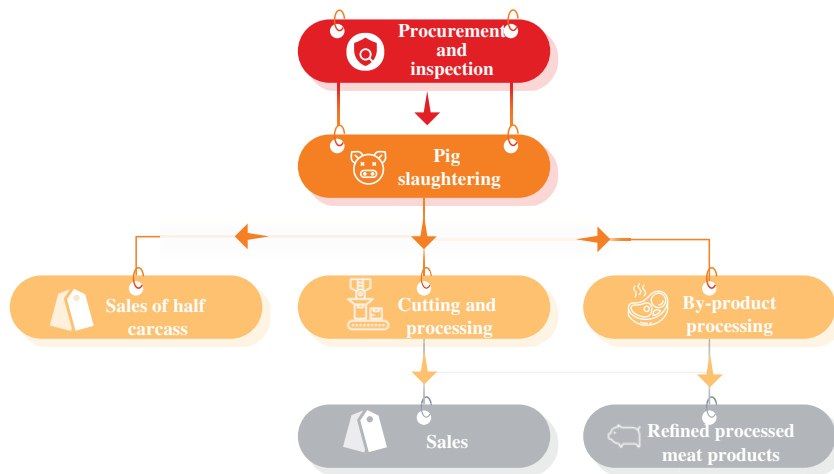 Procurement
and
inspection
Pig
slaughtering
Sales of half
carcass
Cutting and
processing
By-product
processing
Sales
Refined processed
meat products